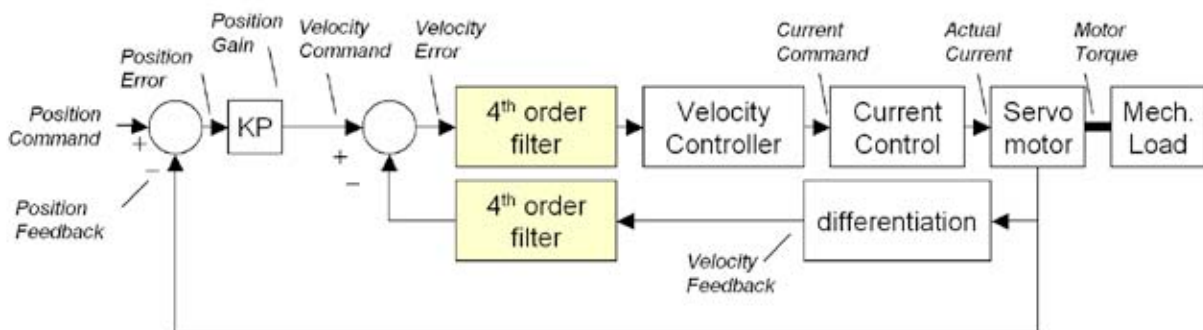 Position
Error
Position
Gain
Velocity
Command
Velocity
Error
Current
Command
Actual
Current
Motor
Torque
Position
Command
+
−
KP
+
−
4th order
filter
Velocity
Controller
Current
Control
Servo
motor
Mech.
Load
Position
Feedback
4th order
filter
differentiation
Velocity
Feedback